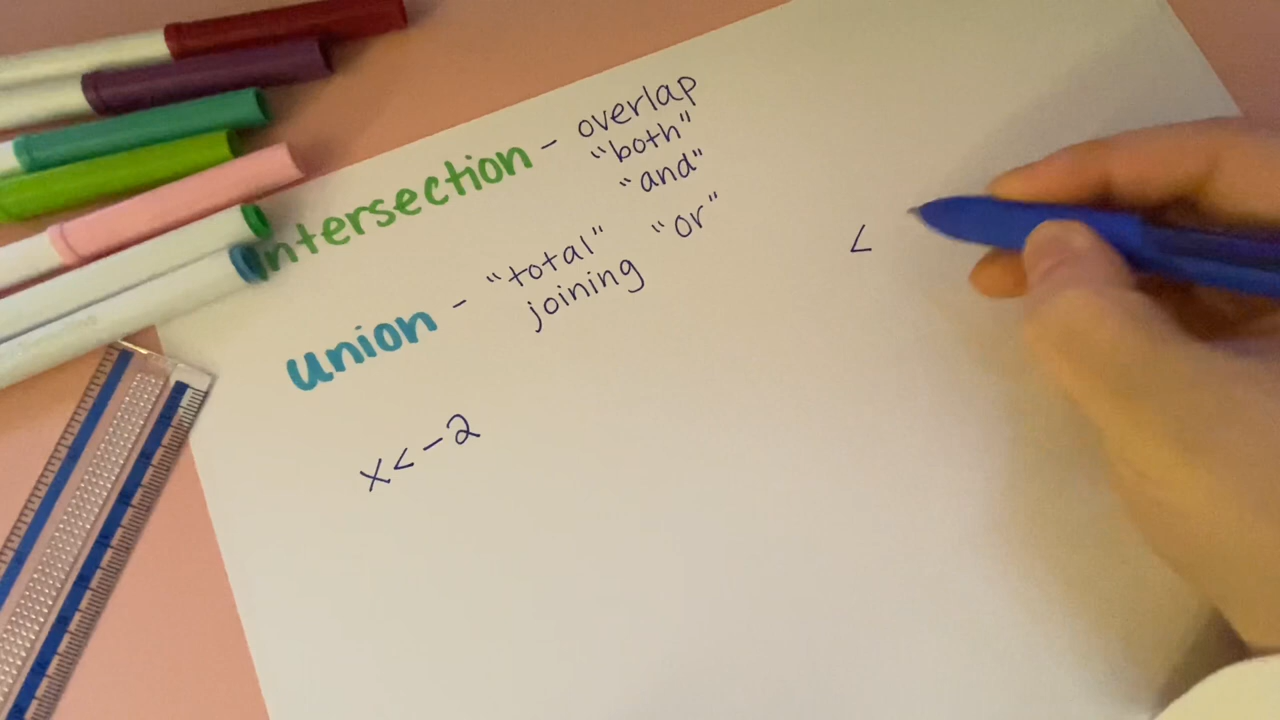 intersection - overlap
"both"
"and"
union - "total" "or"
joining
<
x < -2